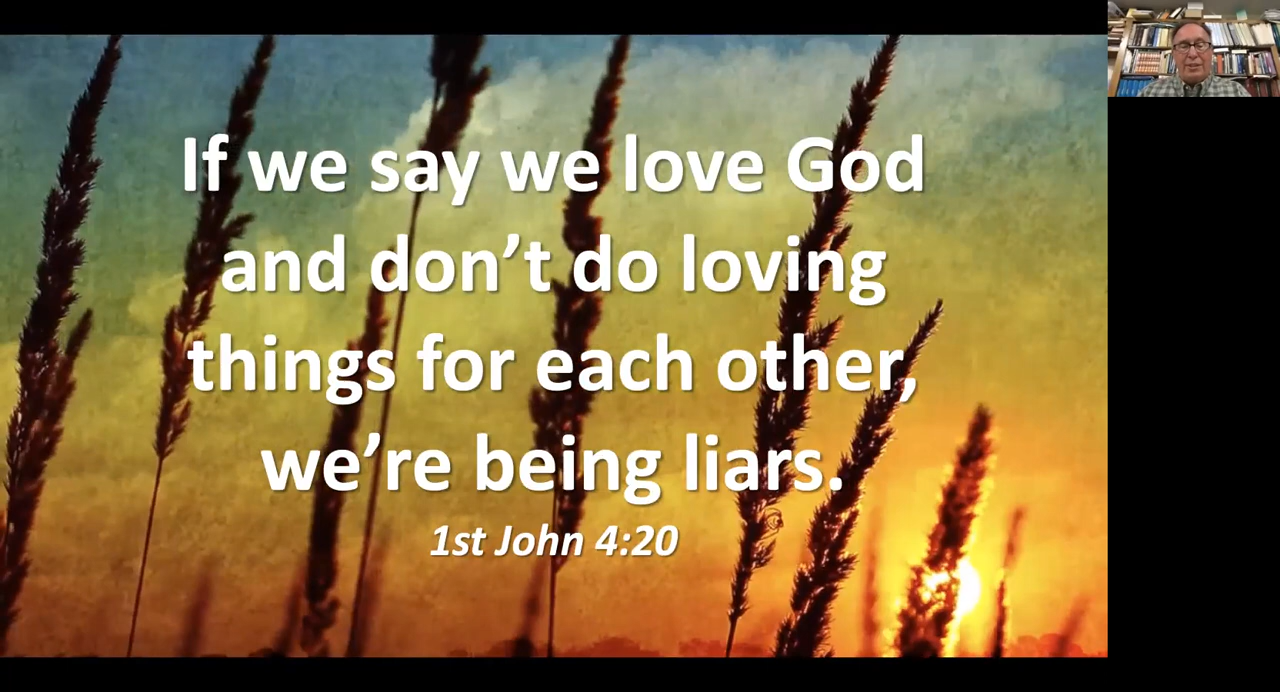 If we say we love God
and don’t do loving
things for each other,
we’re being liars.
1st John 4:20